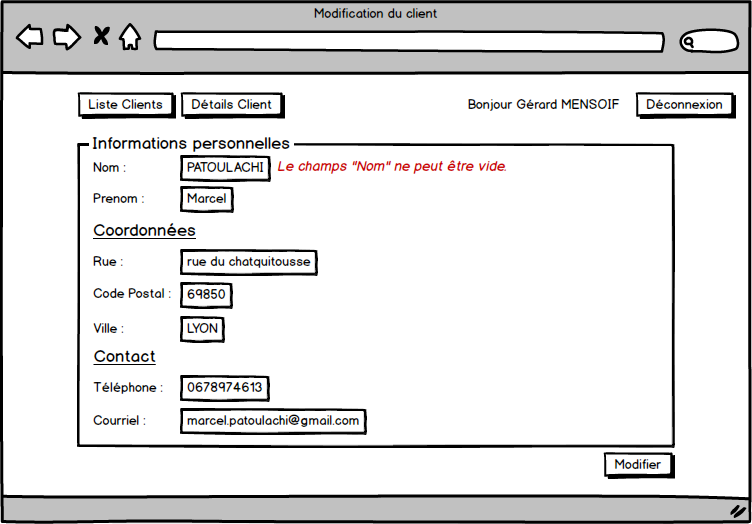 Modification du client
Liste Clients Détails Client Bonjour Gérard MENSOIF Déconnexion
Informations personnelles
Nom : PATOULACHI Le champs "Nom" ne peut être vide.
Prenom : Marcel
Coordonnées
Rue : rue du chatquitousse
Code Postal : 69850
Ville : LYON
Contact
Téléphone : 0678974613
Courriel : marcel.patoulachi@gmail.com
Modifier